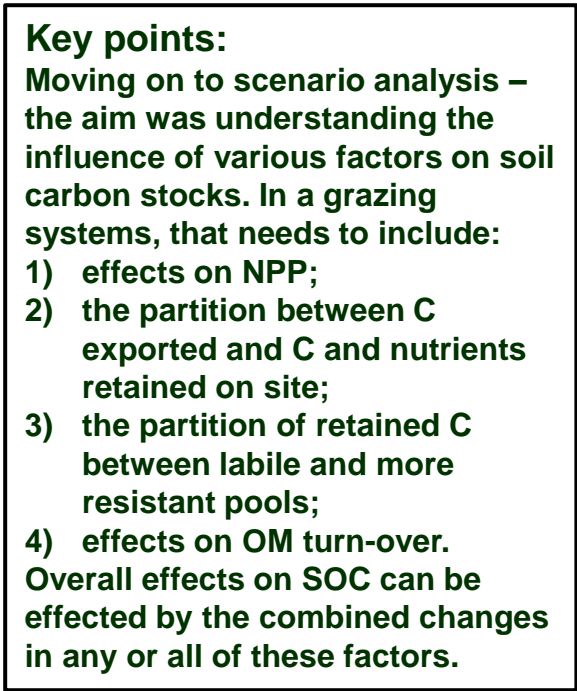 Key points:
Moving on to scenario analysis –
the aim was understanding the
influence of various factors on soil
carbon stocks. In a grazing
systems, that needs to include:
1) effects on NPP;
2) the partition between C
exported and C and nutrients
retained on site;
3) the partition of retained C
between labile and more
resistant pools;
4) effects on OM turn-over.
Overall effects on SOC can be
effected by the combined changes
in any or all of these factors.